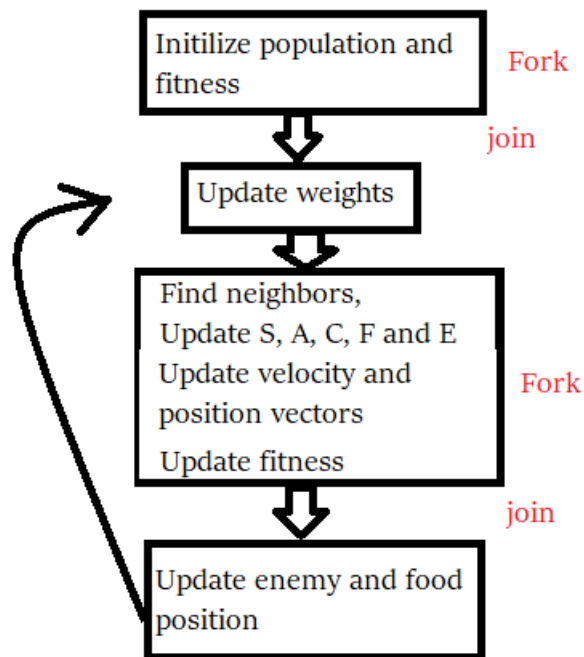 Initilize population and
fitness
Fork
join
Update weights
Find neighbors,
Update S, A, C, F and E
Update velocity and
position vectors
Update fitness
Fork
join
Update enemy and food
position